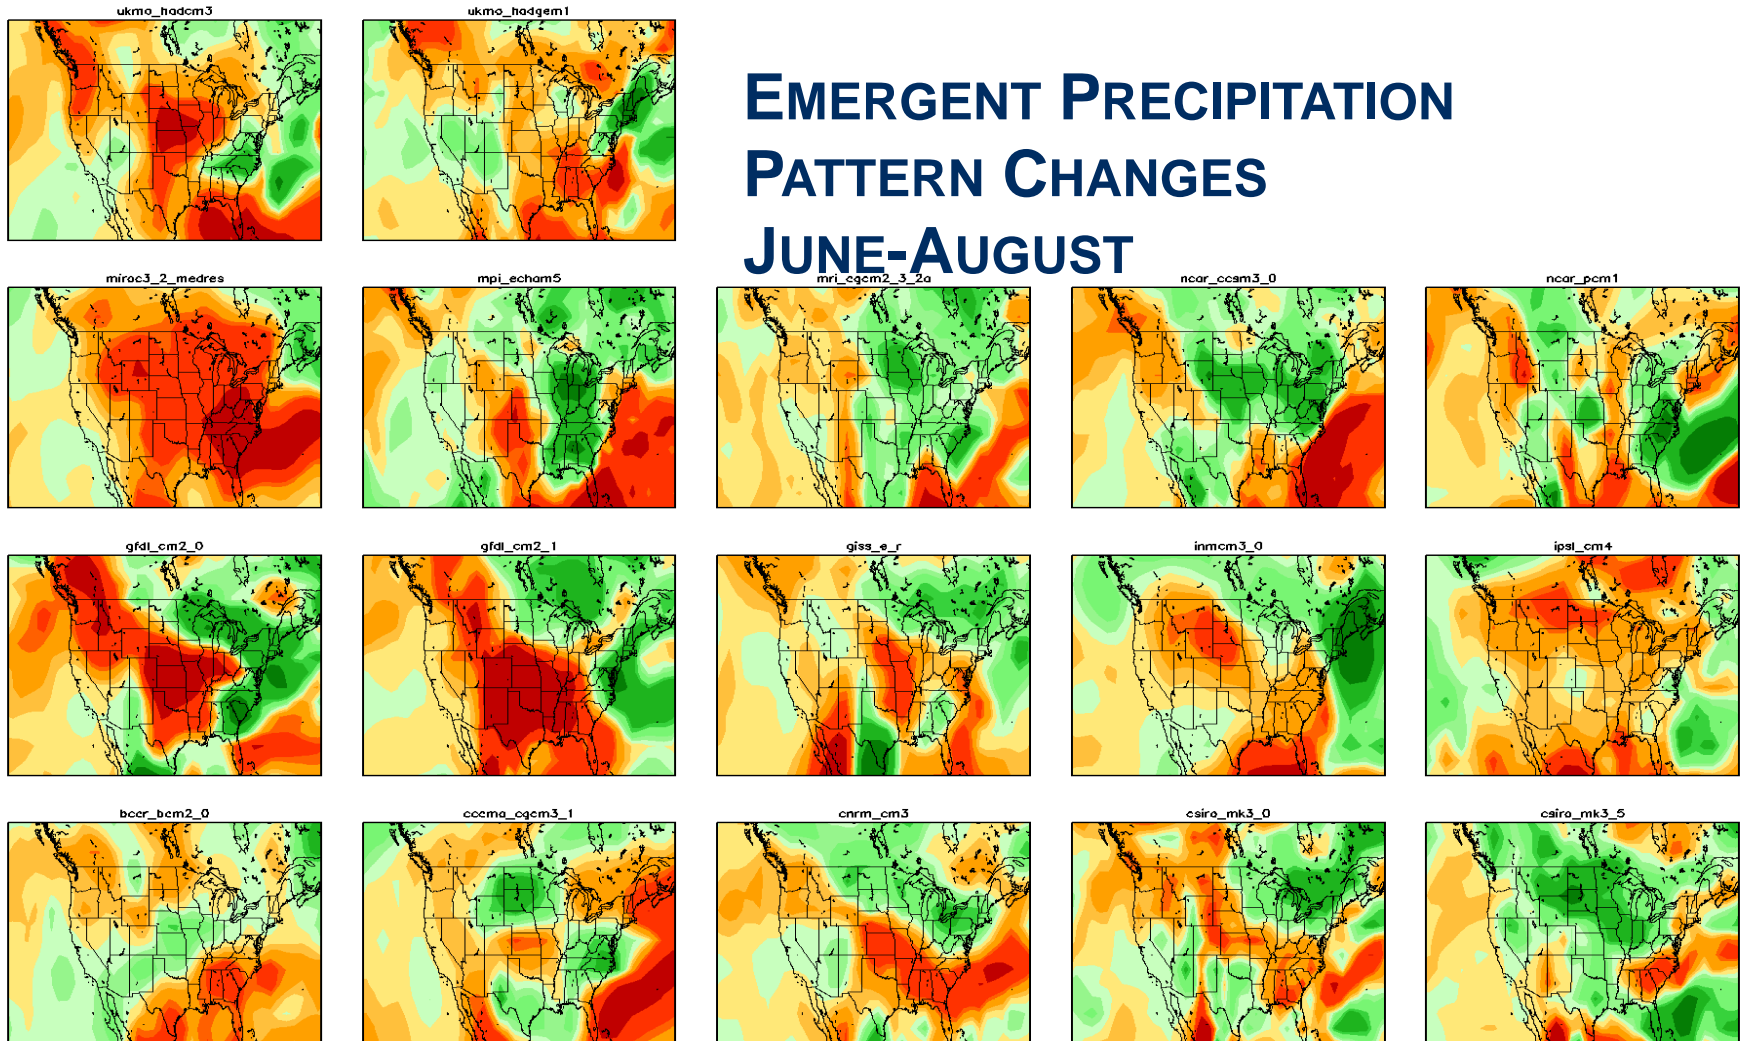 ukmo_hadcm3
ukmo_hadgem1
EMERGENT PRECIPITATION
PATTERN CHANGES
JUNE-AUGUST
miroc3_2_medres
mpi_echam5
mri_cgcm2_3_2a
ncar_ccsm3_0
ncar_pcm1
gfdl_cm2_0
gfdl_cm2_1
giss_e_r
inmcm3_0
ipsl_cm4
bccr_bcm2_0
cccma_cgcm3_1
cnrm_cm3
csiro_mk3_0
csiro_mk3_5